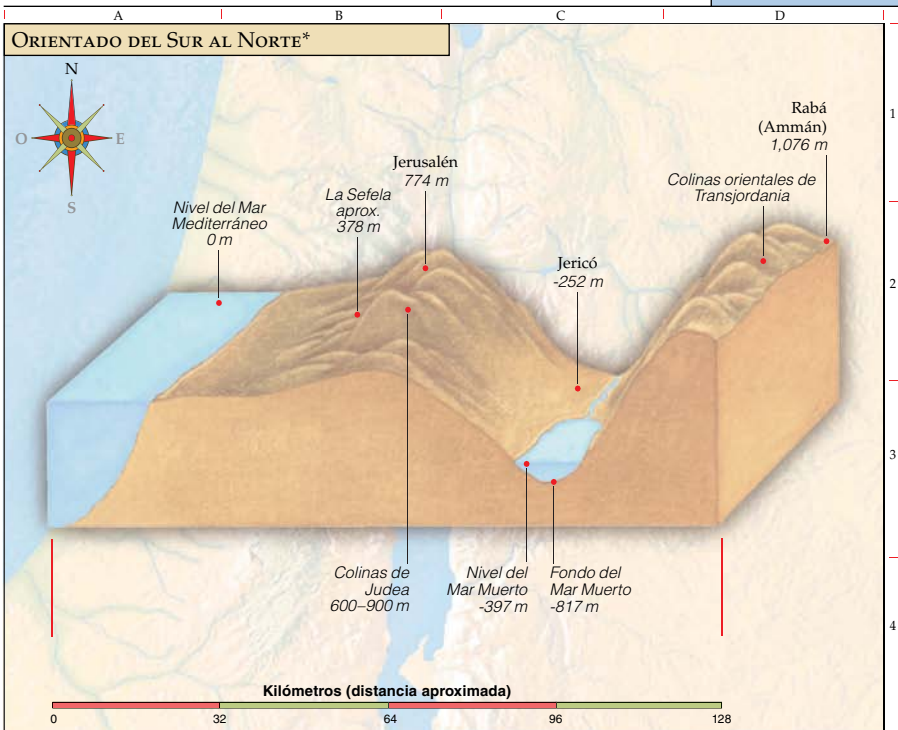 A B C D
ORIENTADO DEL SUR AL NORTE*
N
O E
S
1
Rabá
(Ammán)
1,076 m
Jerusalén
774 m
Colinas orientales de
Transjordania
La Sefela
aprox.
378 m
Nivel del Mar
Mediterráneo
0 m
Jericó
-252 m
2
3
Colinas de
Judea
600–900 m
Nivel del
Mar Muerto
-397 m
Fondo del
Mar Muerto
-817 m
4
Kilómetros (distancia aproximada)
0 32 64 96 128